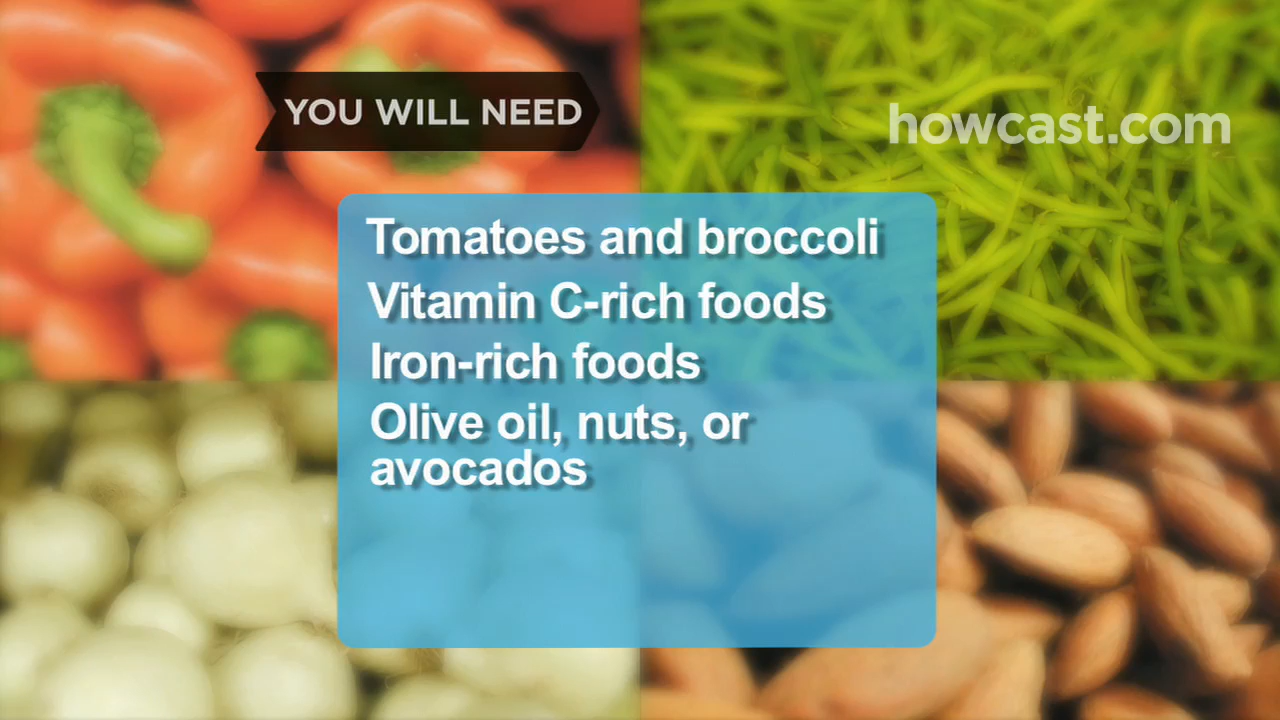 YOU WILL NEED
howcast.com
Tomatoes and broccoli
Vitamin C-rich foods
Iron-rich foods
Olive oil, nuts, or
avocados